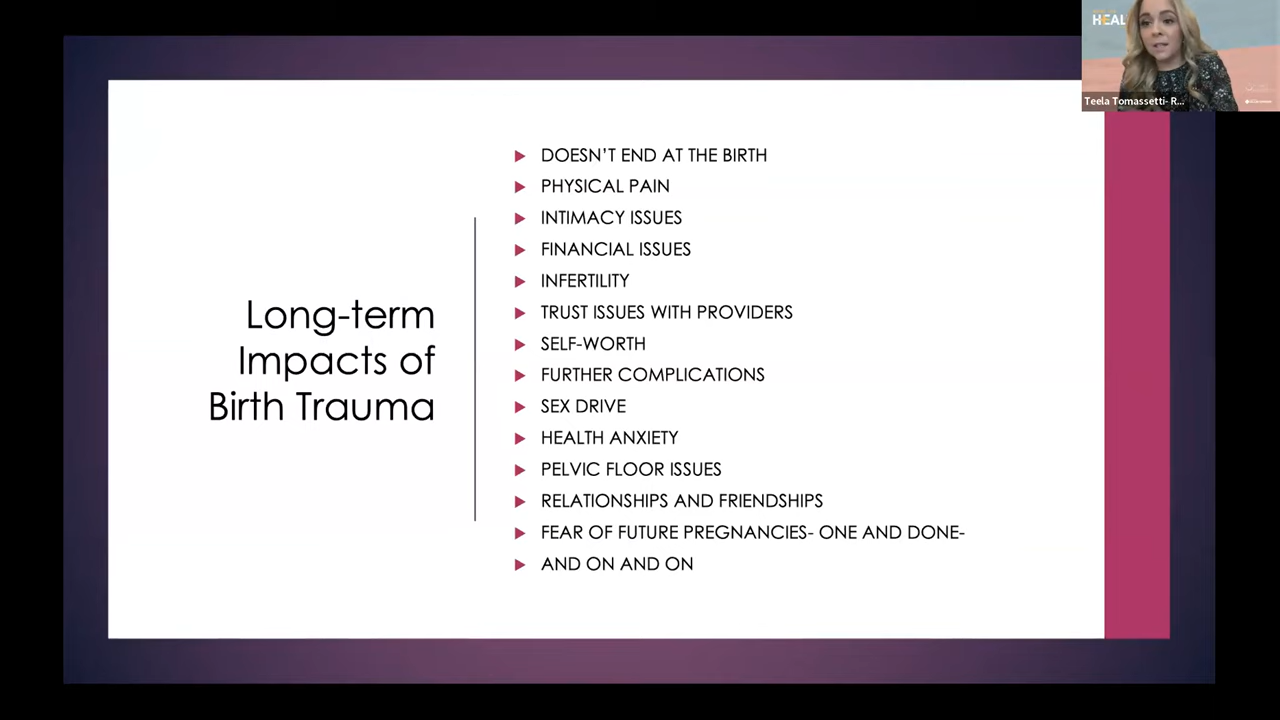 HEAL
Teela Tomassetti- R...
Long-term
Impacts of
Birth Trauma
DOESN’T END AT THE BIRTH
PHYSICAL PAIN
INTIMACY ISSUES
FINANCIAL ISSUES
INFERTILITY
TRUST ISSUES WITH PROVIDERS
SELF-WORTH
FURTHER COMPLICATIONS
SEX DRIVE
HEALTH ANXIETY
PELVIC FLOOR ISSUES
RELATIONSHIPS AND FRIENDSHIPS
FEAR OF FUTURE PREGNANCIES- ONE AND DONE-
AND ON AND ON